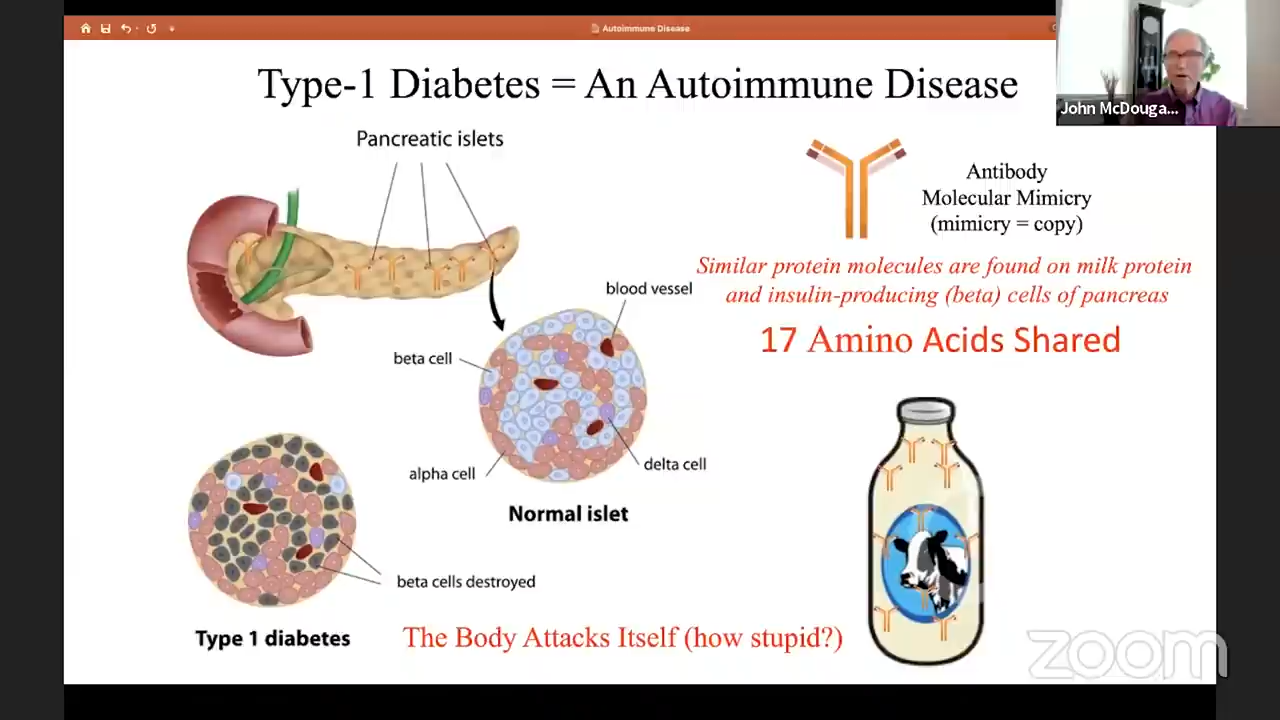 Autoimmune Disease
John McDouga...
Type-1 Diabetes = An Autoimmune Disease
Pancreatic islets
Antibody
Molecular Mimicry
(mimicry = copy)
Similar protein molecules are found on milk protein
and insulin-producing (beta) cells of pancreas
17 Amino Acids Shared
blood vessel
beta cell
alpha cell
delta cell
Normal islet
beta cells destroyed
Type 1 diabetes
The Body Attacks Itself (how stupid?)
zoom